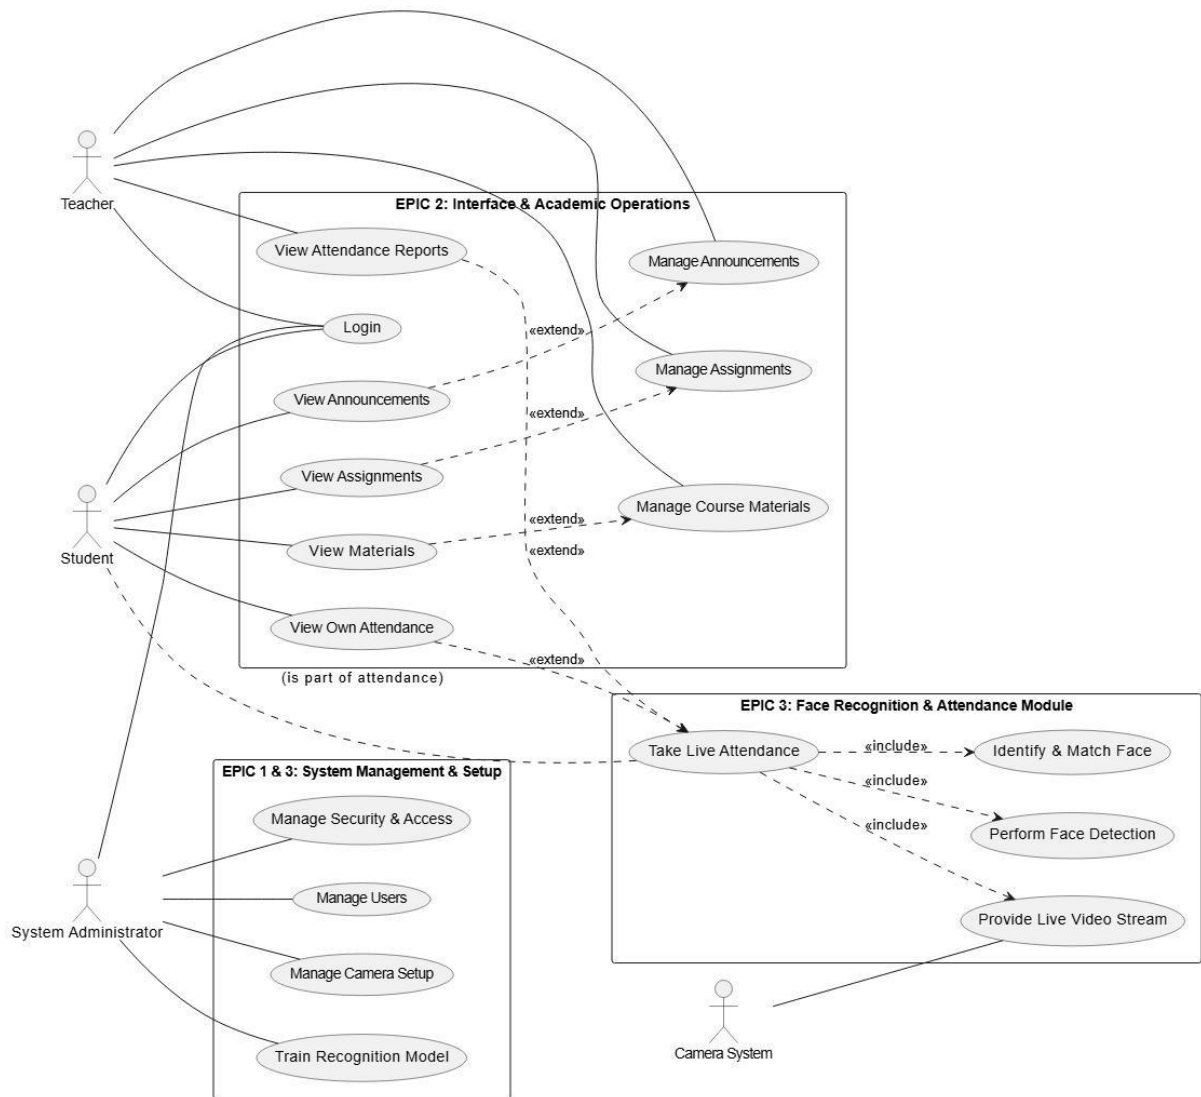 Teacher
EPIC 2: Interface & Academic Operations
View Attendance Reports
Manage Announcements
Login
«extend»
Manage Assignments
View Announcements
«extend»
View Assignments
Manage Course Materials
«extend»
View Materials
«extend»
Student
View Own Attendance
«extend»
(is part of attendance)
EPIC 3: Face Recognition & Attendance Module
Take Live Attendance
«include»
Identify & Match Face
«include»
Perform Face Detection
«include»
Provide Live Video Stream
EPIC 1 & 3: System Management & Setup
Manage Security & Access
Manage Users
System Administrator
Manage Camera Setup
Train Recognition Model
Camera System